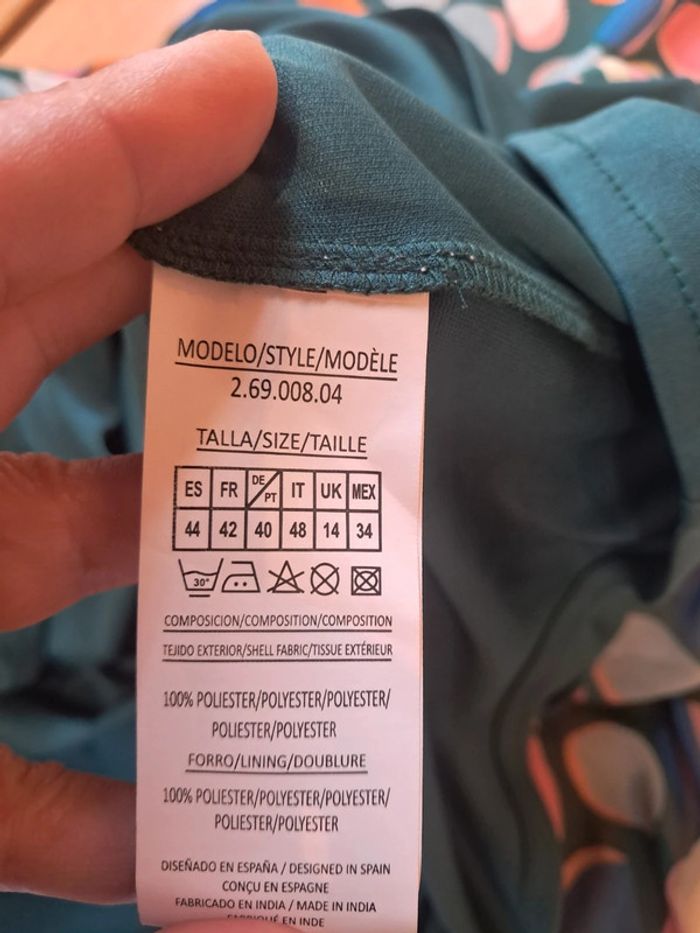 MODELO/STYLE/MODÈLE
2.69.008.04
TALLA/SIZE/TAILLE
ES FR DE/PT IT UK MEX
44 42 40 48 14 34
30°
COMPOSICION/COMPOSITION/COMPOSITION
TEJIDO EXTERIOR/SHELL FABRIC/TISSUE EXTÉRIEUR
100% POLIESTER/POLYESTER/POLYESTER/
POLIESTER/POLYESTER
FORRO/LINING/DOUBLURE
100% POLIESTER/POLYESTER/POLYESTER/
POLIESTER/POLYESTER
DISEÑADO EN ESPAÑA / DESIGNED IN SPAIN
CONÇU EN ESPAGNE
FABRICADO EN INDIA / MADE IN INDIA
FABRIQUÉ EN INDE